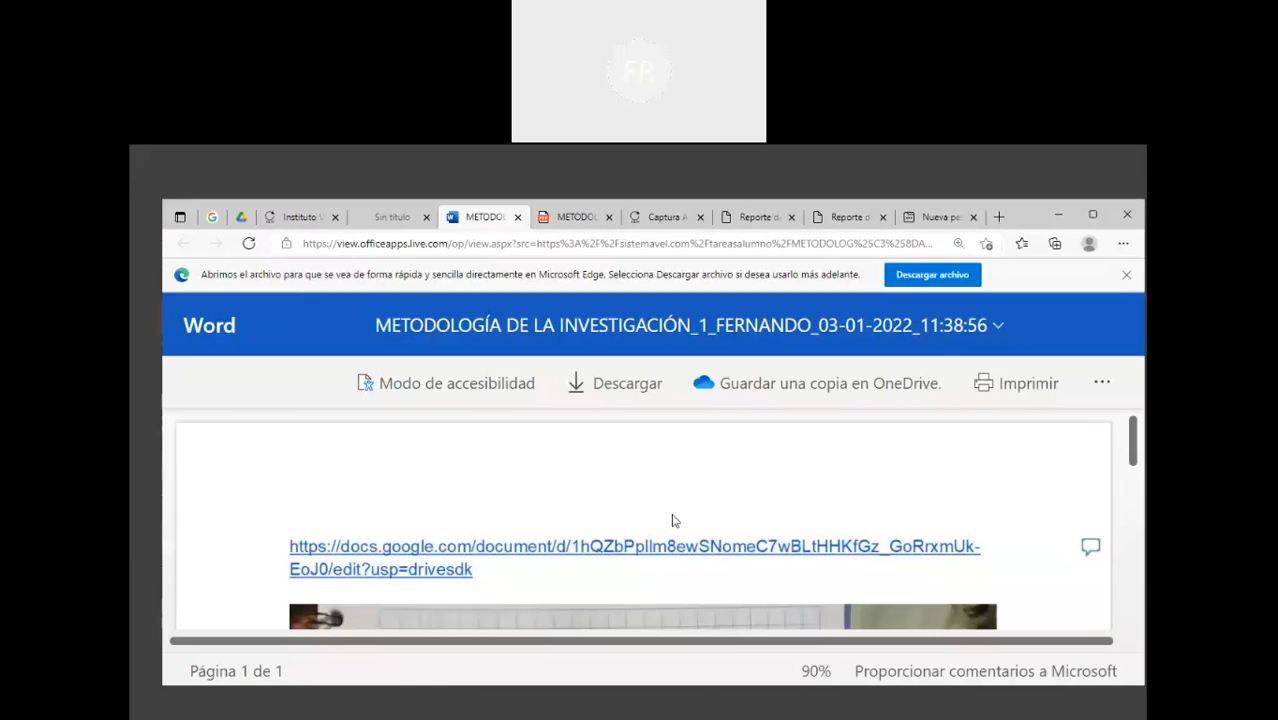 FR
Instituto
Sin título
METODOL
METODOL
Captura A
Reporte d
Reporte d
Nueva pe
https://view.officeapps.live.com/op/view.aspx?src=https%3A%2F%2Fsistemavel.com%2Ftareasalumno%2FMETODOLOG%25C3%258DA...
Abrimos el archivo para que se vea de forma rápida y sencilla directamente en Microsoft Edge. Selecciona Descargar archivo si desea usarlo más adelante.
Descargar archivo
Word
METODOLOGÍA DE LA INVESTIGACIÓN_1_FERNANDO_03-01-2022_11:38:56
Modo de accesibilidad
Descargar
Guardar una copia en OneDrive.
Imprimir
https://docs.google.com/document/d/1hQZbPpllm8ewSNomeC7wBLtHHKfGz_GoRrxmUk-
EoJ0/edit?usp=drivesdk
Página 1 de 1
90%
Proporcionar comentarios a Microsoft